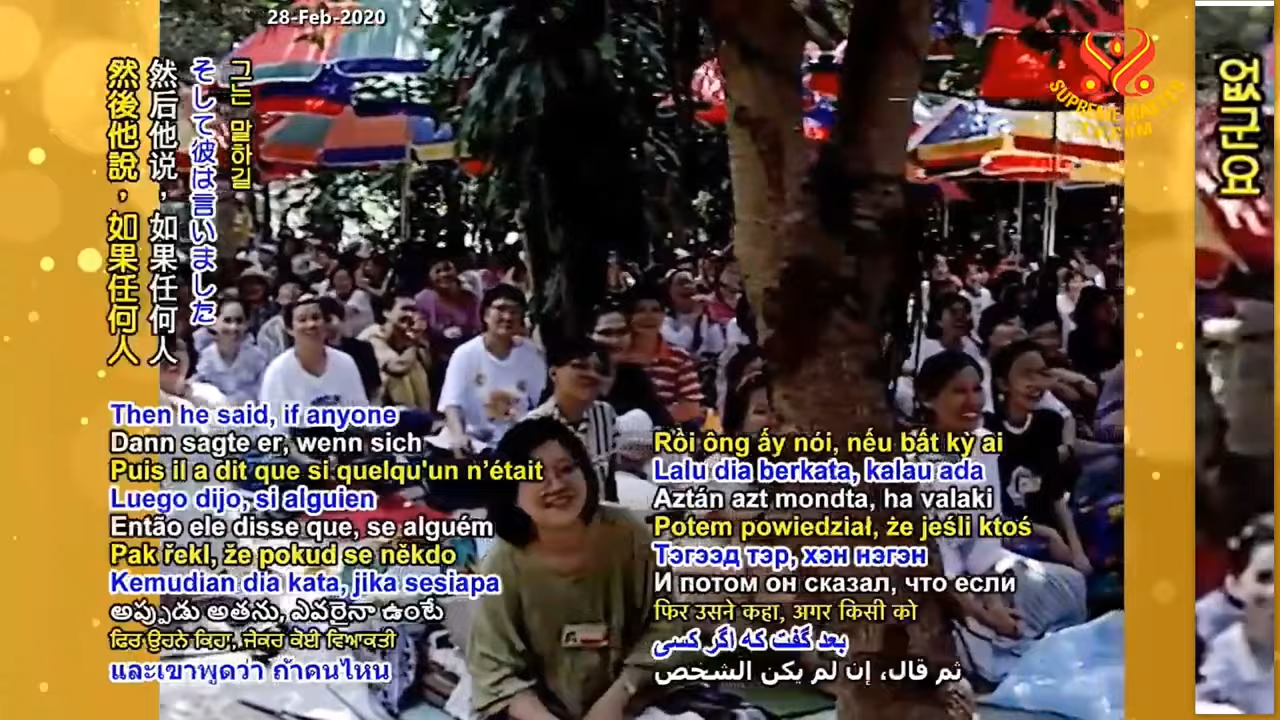 28-Feb-2020
SUPREME MASTER
TV.COM
그는 말하길
そして彼は言いました
然后他说，如果任何人
然後他說，如果任何人
없구여
Then he said, if anyone
Dann sagte er, wenn sich
Puis il a dit que si quelqu'un n’était
Luego dijo, si alguien
Então ele disse que, se alguém
Pak řekl, že pokud se někdo
Kemudian dia kata, jika sesiapa
అప్పుడు అతను, ఎవరైనా ఉంటే
ਫਿਰ ਉਹਨੇ ਕਿਹਾ, ਜੇਕਰ ਕੋਈ ਵਿਅਕਤੀ
และเขาพูดว่า ถ้าคนไหน
Rồi ông ấy nói, nếu bất kỳ ai
Lalu dia berkata, kalau ada
Aztán azt mondta, ha valaki
Potem powiedział, że jeśli ktoś
Тэгээд тэр, хэн нэгэн
И потом он сказал, что если
फिर उसने कहा, अगर किसी को
بعد گفت که اگر کسی
ثم قال، إن لم يكن الشخص